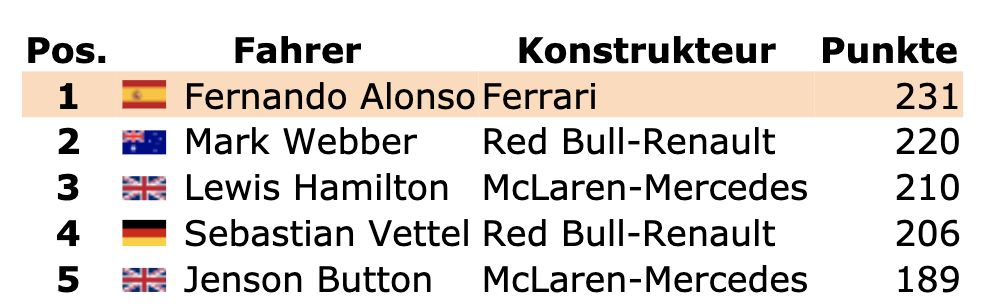 Pos. Fahrer Konstrukteur Punkte
1 Fernando Alonso Ferrari 231
2 Mark Webber Red Bull-Renault 220
3 Lewis Hamilton McLaren-Mercedes 210
4 Sebastian Vettel Red Bull-Renault 206
5 Jenson Button McLaren-Mercedes 189